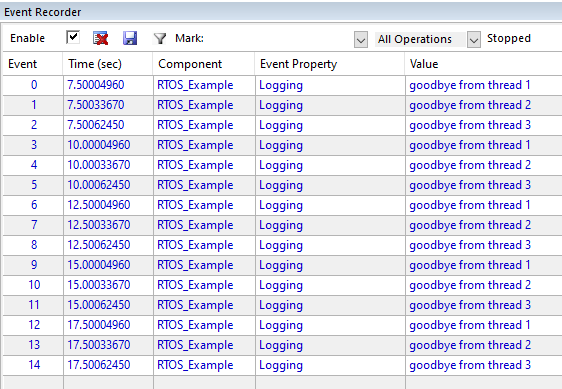 Event Recorder
Enable Mark: All Operations Stopped
Event Time (sec) Component Event Property Value
0 7.50004960 RTOS_Example Logging goodbye from thread 1
1 7.50033670 RTOS_Example Logging goodbye from thread 2
2 7.50062450 RTOS_Example Logging goodbye from thread 3
3 10.00004960 RTOS_Example Logging goodbye from thread 1
4 10.00033670 RTOS_Example Logging goodbye from thread 2
5 10.00062450 RTOS_Example Logging goodbye from thread 3
6 12.50004960 RTOS_Example Logging goodbye from thread 1
7 12.50033670 RTOS_Example Logging goodbye from thread 2
8 12.50062450 RTOS_Example Logging goodbye from thread 3
9 15.00004960 RTOS_Example Logging goodbye from thread 1
10 15.00033670 RTOS_Example Logging goodbye from thread 2
11 15.00062450 RTOS_Example Logging goodbye from thread 3
12 17.50004960 RTOS_Example Logging goodbye from thread 1
13 17.50033670 RTOS_Example Logging goodbye from thread 2
14 17.50062450 RTOS_Example Logging goodbye from thread 3